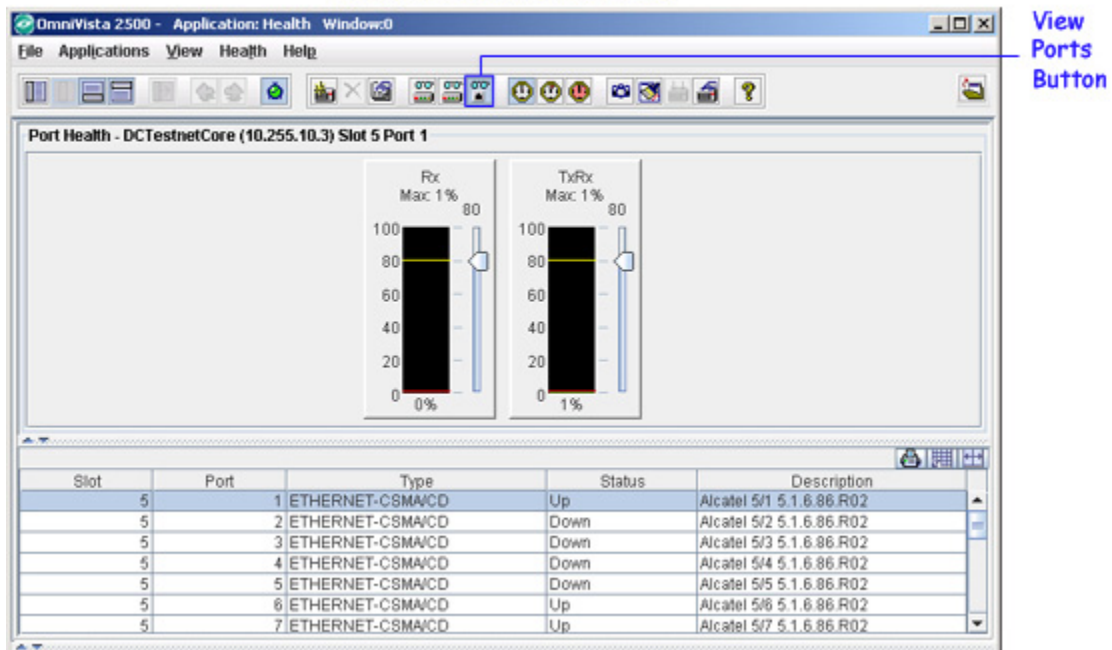 OmniVista 2500 - Application: Health Window:0
View
Ports
Button
File Applications View Health Help
Port Health - DCTestnetCore (10.255.10.3) Slot 5 Port 1
Rx
Max: 1%
80
100
80
60
40
20
0
0%
TxRx
Max: 1%
80
100
80
60
40
20
0
1%
Slot Port Type Status Description
5 1 ETHERNET-CSMA/CD Up Alcatel 5/1 5.1.6.86.R02
5 2 ETHERNET-CSMA/CD Down Alcatel 5/2 5.1.6.86.R02
5 3 ETHERNET-CSMA/CD Down Alcatel 5/3 5.1.6.86.R02
5 4 ETHERNET-CSMA/CD Down Alcatel 5/4 5.1.6.86.R02
5 5 ETHERNET-CSMA/CD Down Alcatel 5/5 5.1.6.86.R02
5 6 ETHERNET-CSMA/CD Up Alcatel 5/6 5.1.6.86.R02
5 7 ETHERNET-CSMA/CD Up Alcatel 5/7 5.1.6.86.R02